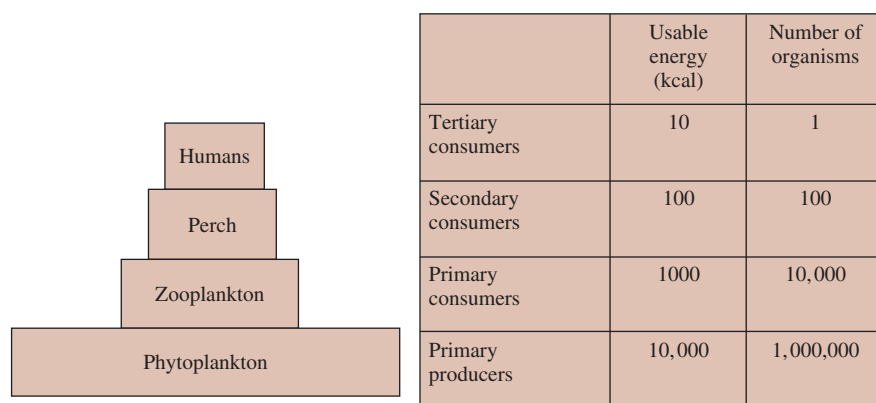 Humans
Perch
Zooplankton
Phytoplankton
Usable
energy
(kcal)
Number of
organisms
Tertiary
consumers
10
1
Secondary
consumers
100
100
Primary
consumers
1000
10,000
Primary
producers
10,000
1,000,000